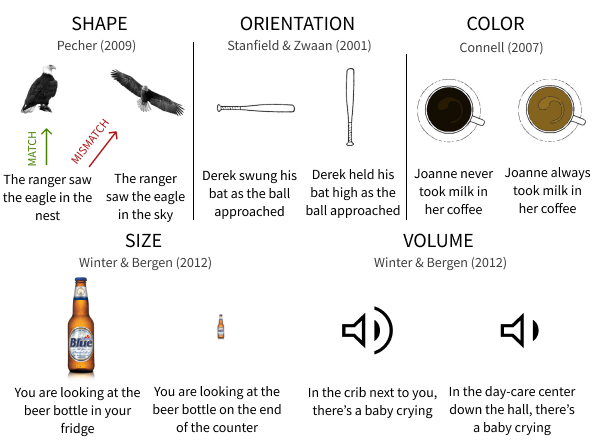 SHAPE
Pecher (2009)
MATCH
MISMATCH
The ranger saw
the eagle in the
nest
The ranger
saw the eagle
in the sky
ORIENTATION
Stanfield & Zwaan (2001)
Derek swung his
bat as the ball
approached
Derek held his
bat high as the
ball approached
COLOR
Connell (2007)
Joanne never
took milk in
her coffee
Joanne always
took milk in
her coffee
SIZE
Winter & Bergen (2012)
Blue
You are looking at the
beer bottle in your
fridge
You are looking at the
beer bottle on the end
of the counter
VOLUME
Winter & Bergen (2012)
In the crib next to you,
there's a baby crying
In the day-care center
down the hall, there's
a baby crying